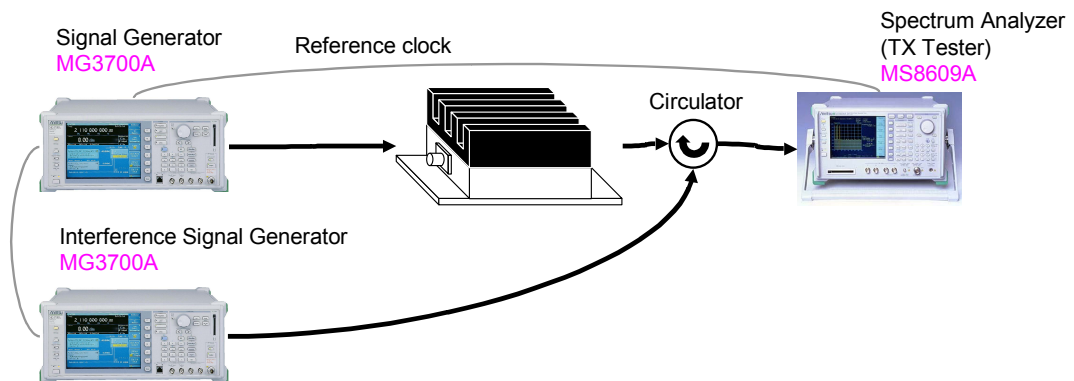 Signal Generator
MG3700A
Reference clock
Spectrum Analyzer
(TX Tester)
MS8609A
Circulator
Interference Signal Generator
MG3700A